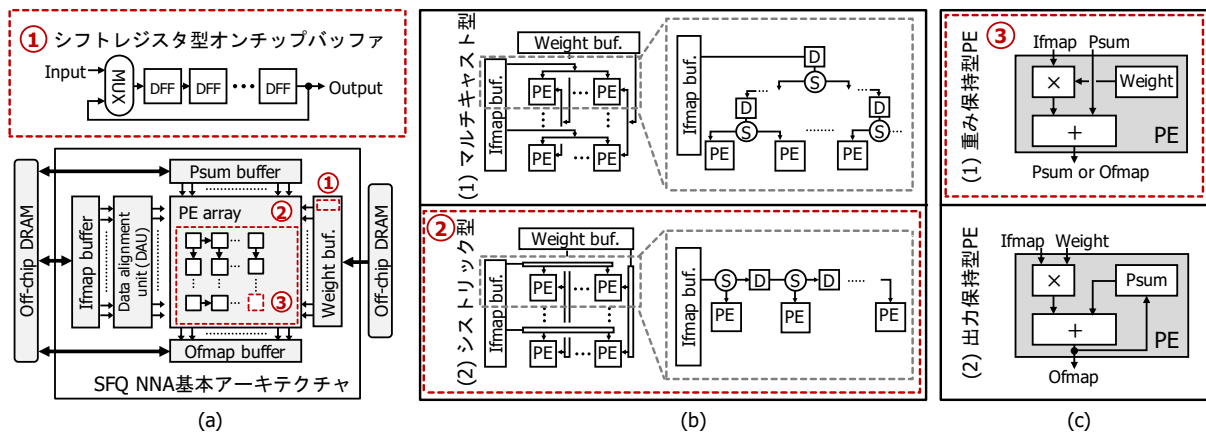 ① シフトレジスタ型オンチップバッファ
Input
MUX
DFF
DFF
DFF
Output
Off-chip DRAM
Psum buffer
Ifmap buffer
Data alignment
unit (DAU)
PE array
②
③
①
Weight buf.
Off-chip DRAM
Ofmap buffer
SFQ NNA基本アーキテクチャ
(a)
(1) マルチキャスト型
Weight buf.
Ifmap buf.
PE
PE
PE
PE
Ifmap buf.
D
S
D
D
S
S
PE
PE
PE
② 
(2) シストリック型
Weight buf.
Ifmap buf.
PE
PE
PE
PE
Ifmap buf.
S
D
S
D
PE
PE
PE
(b)
③
(1) 重み保持型PE
Ifmap
Psum
×
Weight
+
PE
Psum or Ofmap
(2) 出力保持型PE
Ifmap
Weight
×
Psum
+
PE
Ofmap
(c)